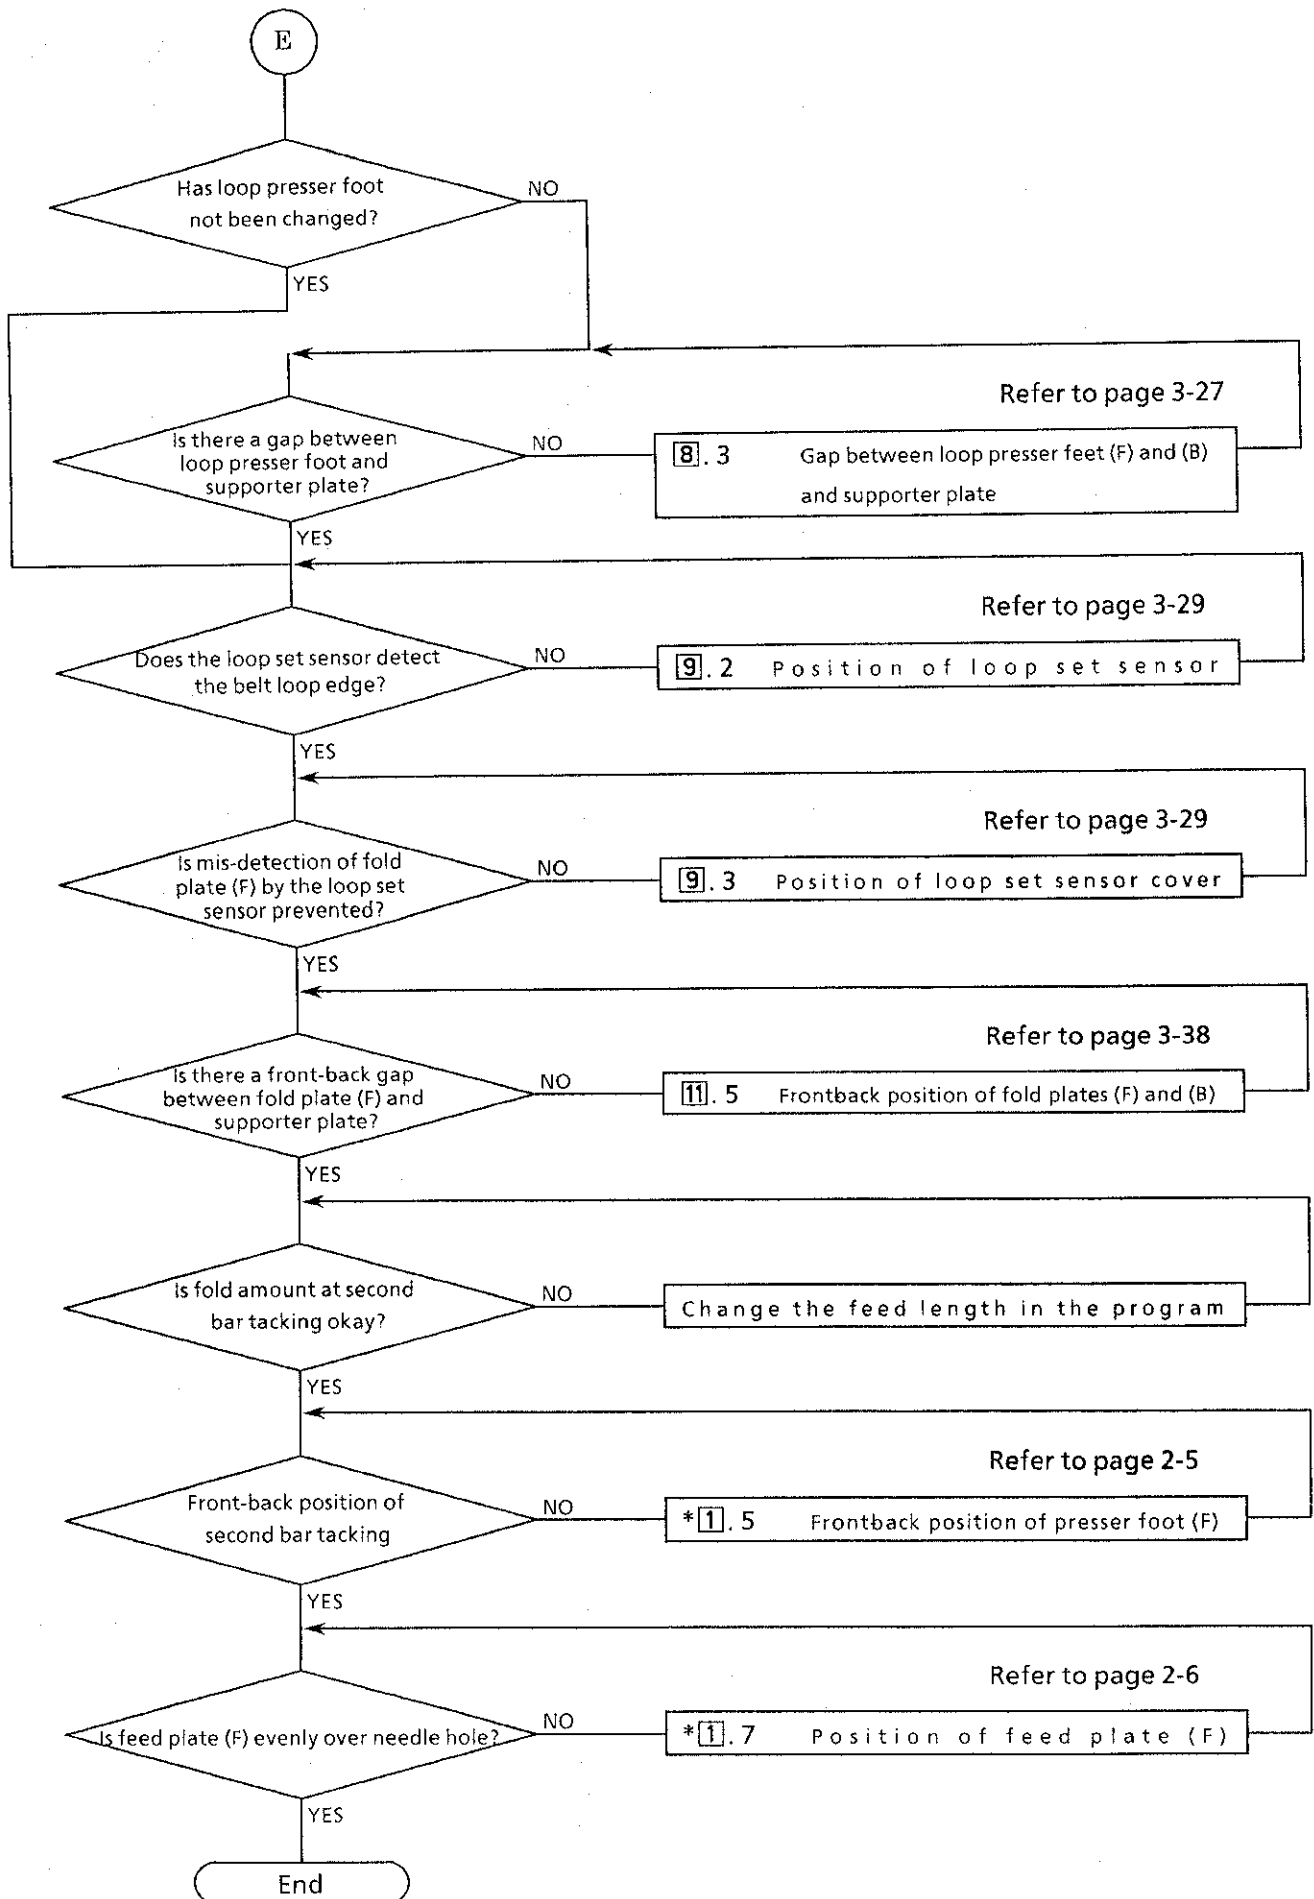 E
Has loop presser foot
not been changed?
NO
YES
Refer to page 3-27
Is there a gap between
loop presser foot and
supporter plate?
NO
8. 3 Gap between loop presser feet (F) and (B)
and supporter plate
YES
Refer to page 3-29
Does the loop set sensor detect
the belt loop edge?
NO
9. 2 Position of loop set sensor
YES
Refer to page 3-29
Is mis-detection of fold
plate (F) by the loop set
sensor prevented?
NO
9. 3 Position of loop set sensor cover
YES
Refer to page 3-38
Is there a front-back gap
between fold plate (F) and
supporter plate?
NO
11. 5 Frontback position of fold plates (F) and (B)
YES
Is fold amount at second
bar tacking okay?
NO
Change the feed length in the program
YES
Refer to page 2-5
Front-back position of
second bar tacking
NO
*1. 5 Frontback position of presser foot (F)
YES
Refer to page 2-6
Is feed plate (F) evenly over needle hole?
NO
*1. 7 Position of feed plate (F)
YES
End